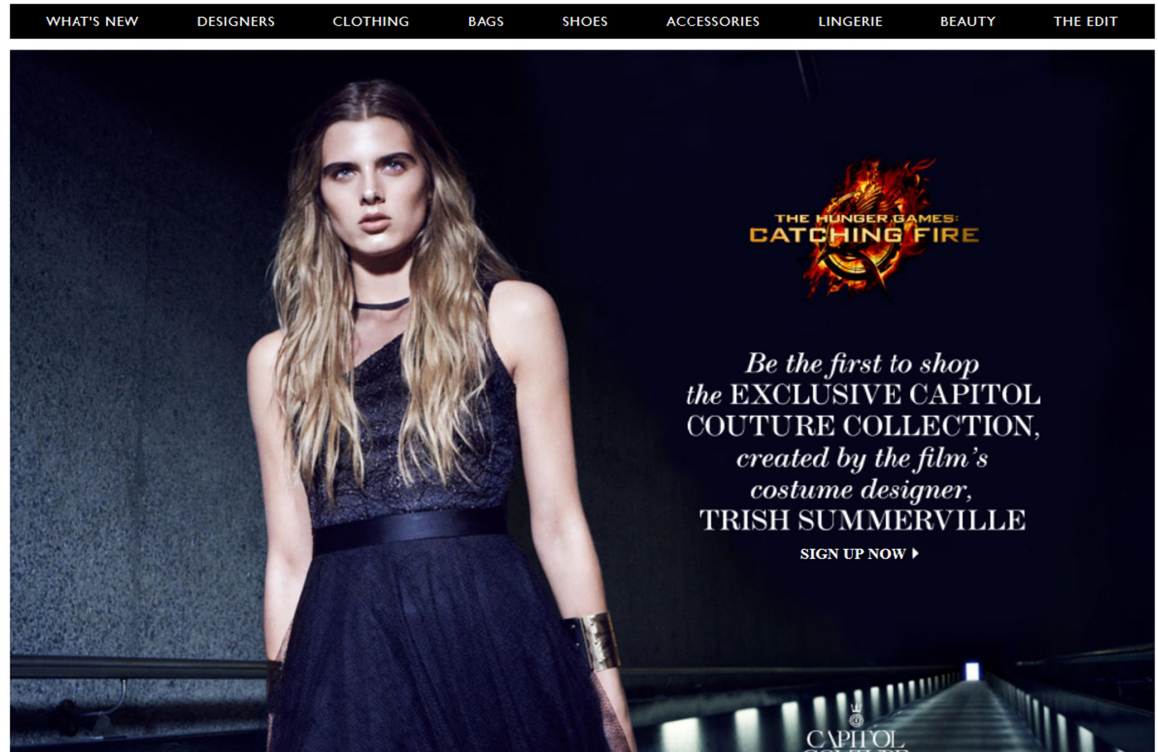 WHAT'S NEW DESIGNERS CLOTHING BAGS SHOES ACCESSORIES LINGERIE BEAUTY THE EDIT
THE HUNGER GAMES:
CATCHING FIRE
Be the first to shop
the EXCLUSIVE CAPITOL
COUTURE COLLECTION,
created by the film's
costume designer,
TRISH SUMMERVILLE
SIGN UP NOW
CAPITOL
COUTURE